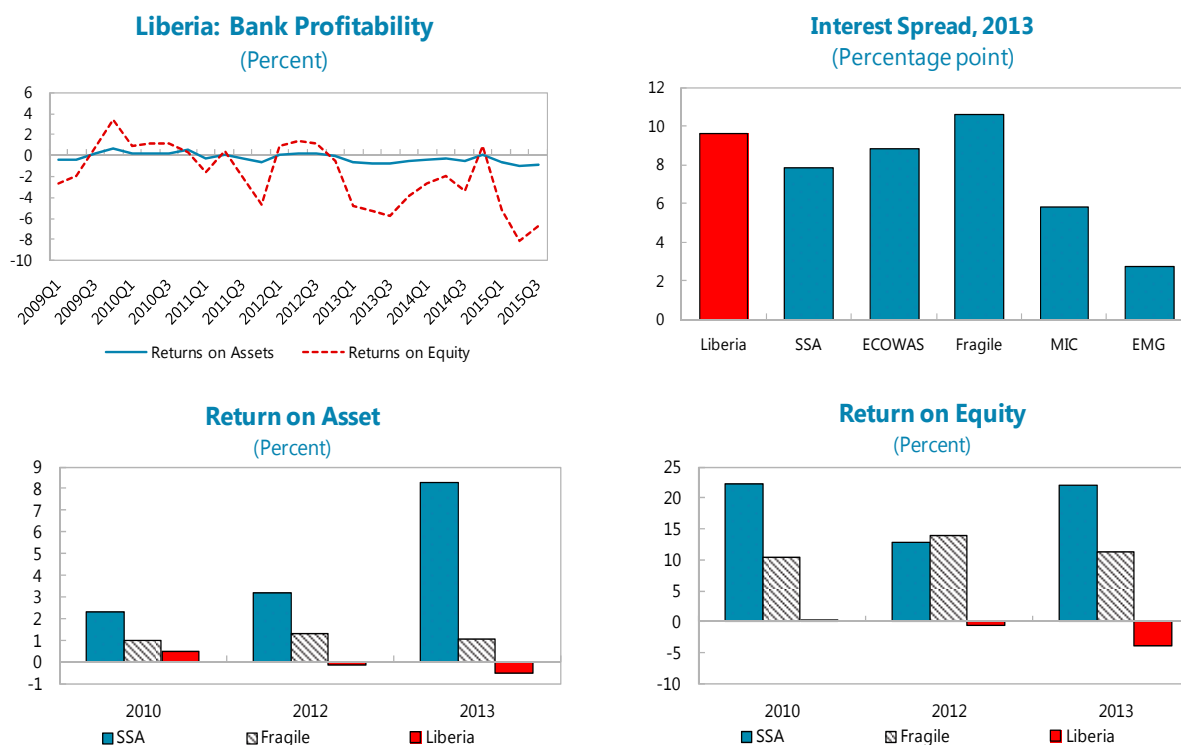 Liberia: Bank Profitability
(Percent)
6
4
2
0
-2
-4
-6
-8
-10
2009Q1
2009Q3
2010Q1
2010Q3
2011Q1
2011Q3
2012Q1
2012Q3
2013Q1
2013Q3
2014Q1
2014Q3
2015Q1
2015Q3
Returns on Assets
Returns on Equity
Interest Spread, 2013
(Percentage point)
12
10
8
6
4
2
0
Liberia
SSA
ECOWAS
Fragile
MIC
EMG
Return on Asset
(Percent)
9
8
7
6
5
4
3
2
1
0
-1
2010
2012
2013
SSA
Fragile
Liberia
Return on Equity
(Percent)
25
20
15
10
5
0
-5
-10
2010
2012
2013
SSA
Fragile
Liberia